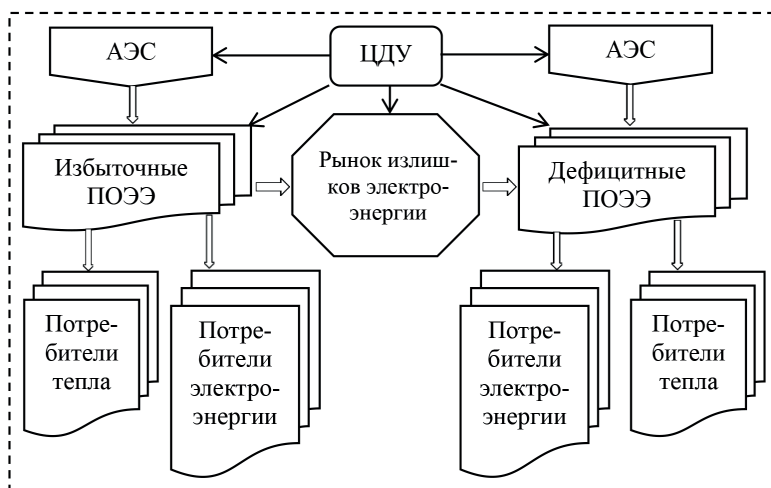 АЭС
ЦДУ
АЭС
Избыточные
ПОЭЭ
Рынок излиш-
ков электро-
энергии
Дефицитные
ПОЭЭ
Потре-
бители
тепла
Потре-
бители
электро-
энергии
Потре-
бители
электро-
энергии
Потре-
бители
тепла